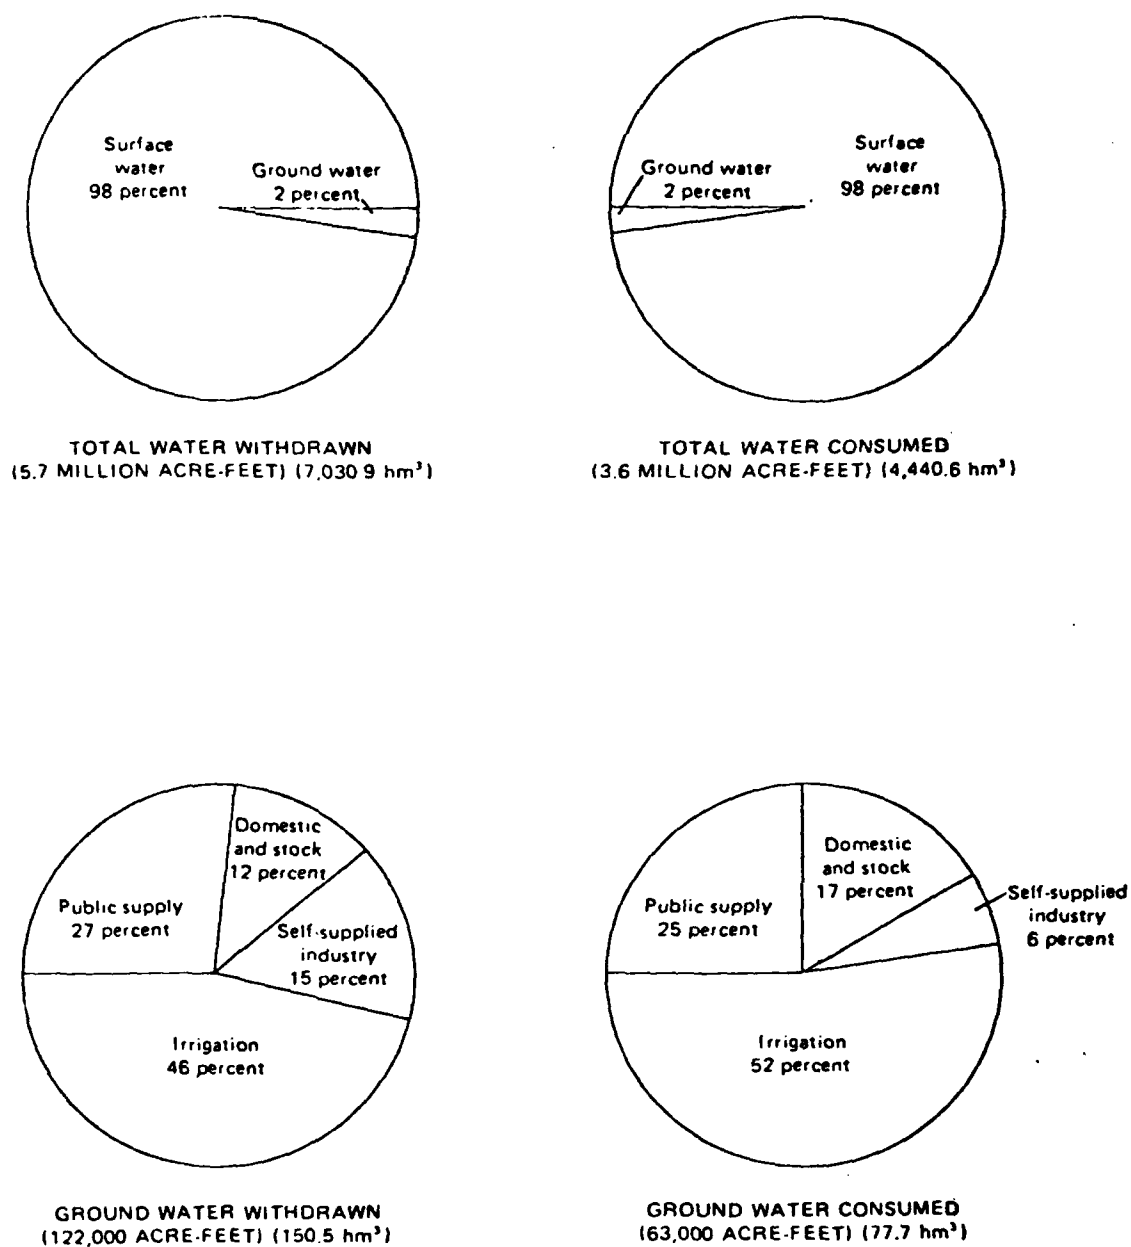 Surface
water
98 percent
Ground water
2 percent
TOTAL WATER WITHDRAWN
(5.7 MILLION ACRE-FEET) (7,030 9 hm³)
Ground water
2 percent
Surface
water
98 percent
TOTAL WATER CONSUMED
(3.6 MILLION ACRE-FEET) (4,440.6 hm³)
Domestic
and stock
12 percent
Public supply
27 percent
Self-supplied
industry
15 percent
Irrigation
46 percent
GROUND WATER WITHDRAWN
(122,000 ACRE-FEET) (150.5 hm³)
Domestic
and stock
17 percent
Public supply
25 percent
Self-supplied
industry
6 percent
Irrigation
52 percent
GROUND WATER CONSUMED
(63,000 ACRE-FEET) (77.7 hm³)